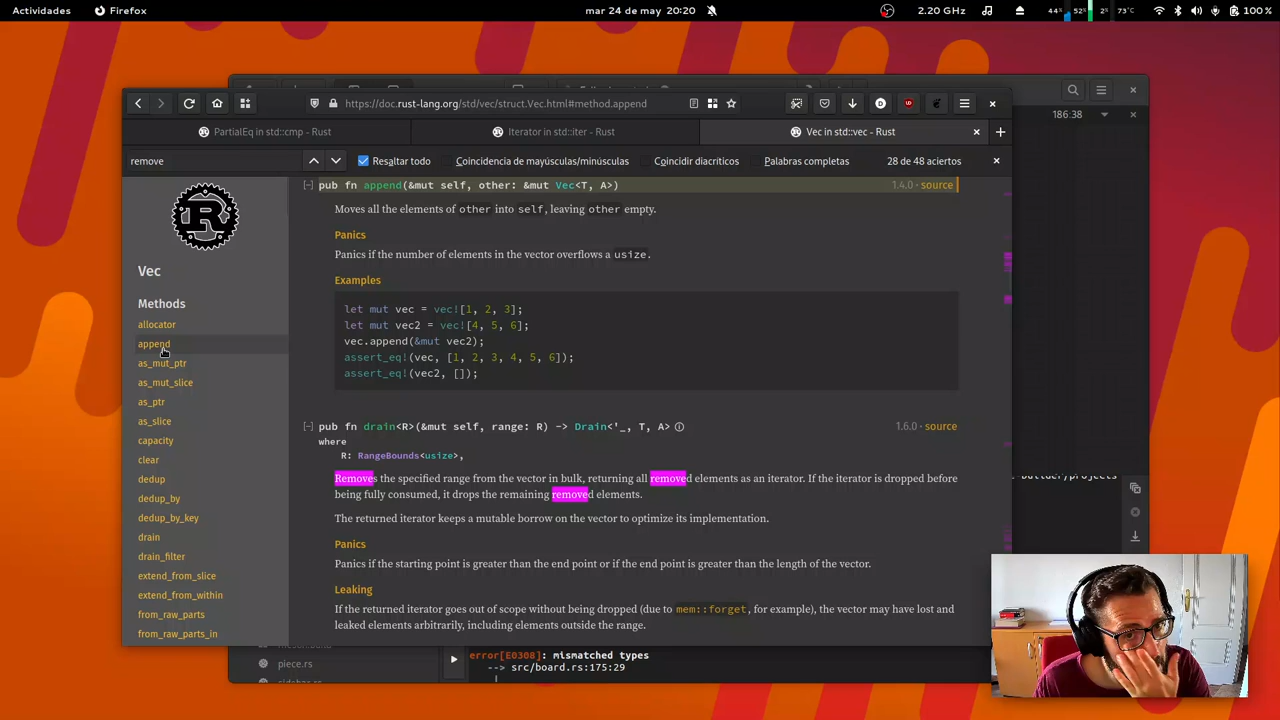 Actividades
Firefox
mar 24 de may 20:20
2.20 GHz
44%
52%
2%
73°C
100 %
https://doc.rust-lang.org/std/vec/struct.Vec.html#method.append
186:38
PartialEq in std::cmp - Rust
Iterator in std::iter - Rust
Vec in std::vec - Rust
remove
Resaltar todo
Coincidencia de mayúsculas/minúsculas
Coincidir diacríticos
Palabras completas
28 de 48 aciertos
Vec
Methods
allocator
append
as_mut_ptr
as_mut_slice
as_ptr
as_slice
capacity
clear
dedup
dedup_by
dedup_by_key
drain
drain_filter
extend_from_slice
extend_from_within
from_raw_parts
from_raw_parts_in
[-] pub fn append(&mut self, other: &mut Vec<T, A>)
1.4.0 · source
Moves all the elements of other into self, leaving other empty.
Panics
Panics if the number of elements in the vector overflows a usize.
Examples
let mut vec = vec![1, 2, 3];
let mut vec2 = vec![4, 5, 6];
vec.append(&mut vec2);
assert_eq!(vec, [1, 2, 3, 4, 5, 6]);
assert_eq!(vec2, []);
[-] pub fn drain<R>(&mut self, range: R) -> Drain<'_, T, A> ⓘ
1.6.0 · source
where
R: RangeBounds<usize>,
Removes the specified range from the vector in bulk, returning all removed elements as an iterator. If the iterator is dropped before
being fully consumed, it drops the remaining removed elements.
The returned iterator keeps a mutable borrow on the vector to optimize its implementation.
Panics
Panics if the starting point is greater than the end point or if the end point is greater than the length of the vector.
Leaking
If the returned iterator goes out of scope without being dropped (due to mem::forget, for example), the vector may have lost and
leaked elements arbitrarily, including elements outside the range.
builder/projects
piece.rs
error[E0308]: mismatched types
--> src/board.rs:175:29
|